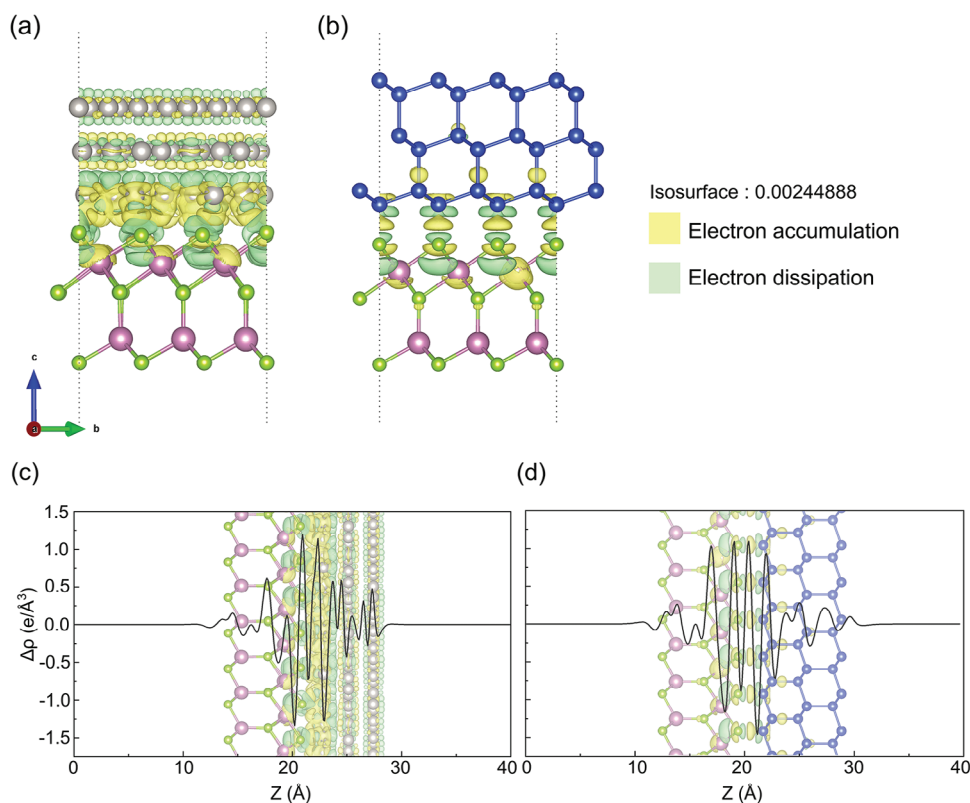 (a)
(b)
Isosurface : 0.00244888
Electron accumulation
Electron dissipation
c
a
b
(c)
(d)
1.5
1.0
0.5
0.0
-0.5
-1.0
-1.5
Δρ (e/Å³)
0 10 20 30 40
Z (Å)
0 10 20 30 40
Z (Å)